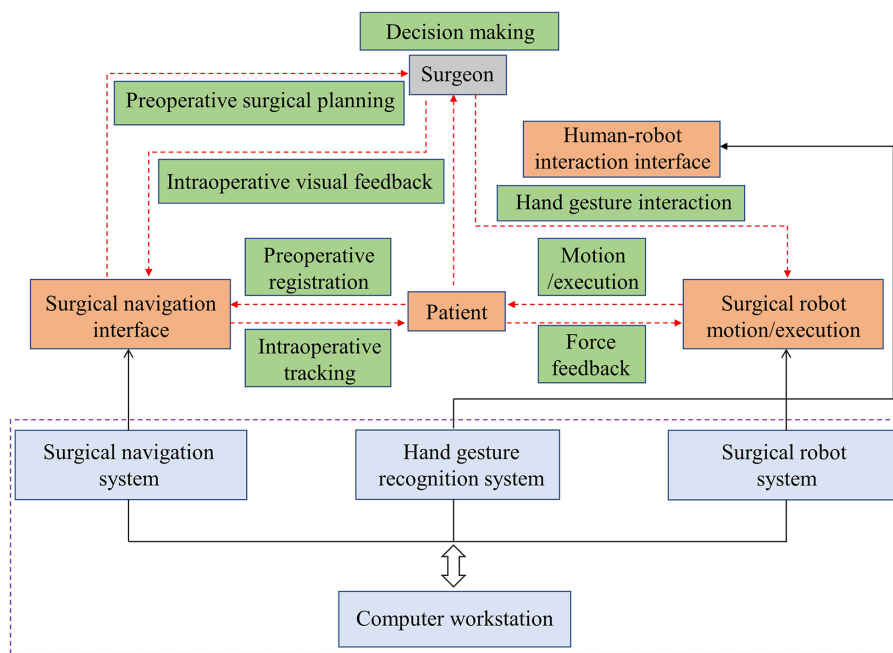 Decision making
Surgeon
Preoperative surgical planning
Human-robot
interaction interface
Intraoperative visual feedback
Hand gesture interaction
Preoperative
registration
Motion
/execution
Surgical navigation
interface
Patient
Surgical robot
motion/execution
Intraoperative
tracking
Force
feedback
Surgical navigation
system
Hand gesture
recognition system
Surgical robot
system
Computer workstation